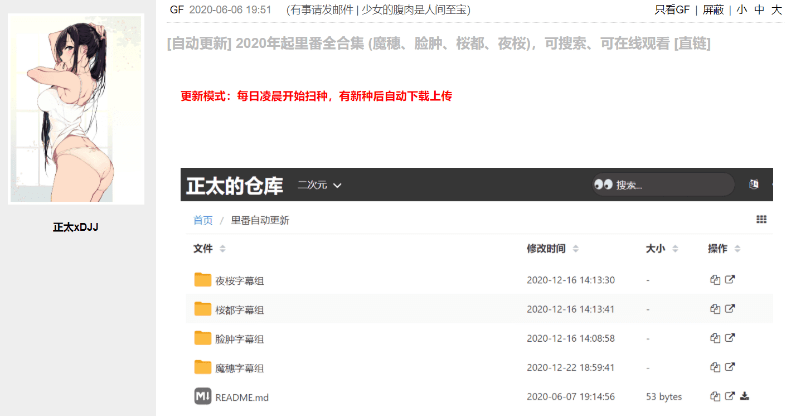 GF 2020-06-06 19:51 (有事请发邮件 | 少女的腹肉是人间至宝) 只看GF | 屏蔽 | 小 中 大
[自动更新] 2020年起里番全合集 (魔穗、脸肿、桜都、夜桜)，可搜索、可在线观看 [直链]
更新模式：每日凌晨开始扫种，有新种后自动下载上传
正太xDJJ
正太的仓库 二次元 搜索...
首页 / 里番自动更新
文件 修改时间 大小 操作
夜桜字幕组 2020-12-16 14:13:30 -
桜都字幕组 2020-12-16 14:13:41 -
脸肿字幕组 2020-12-16 14:08:58 -
魔穗字幕组 2020-12-22 18:59:41 -
README.md 2020-06-07 19:14:56 53 bytes